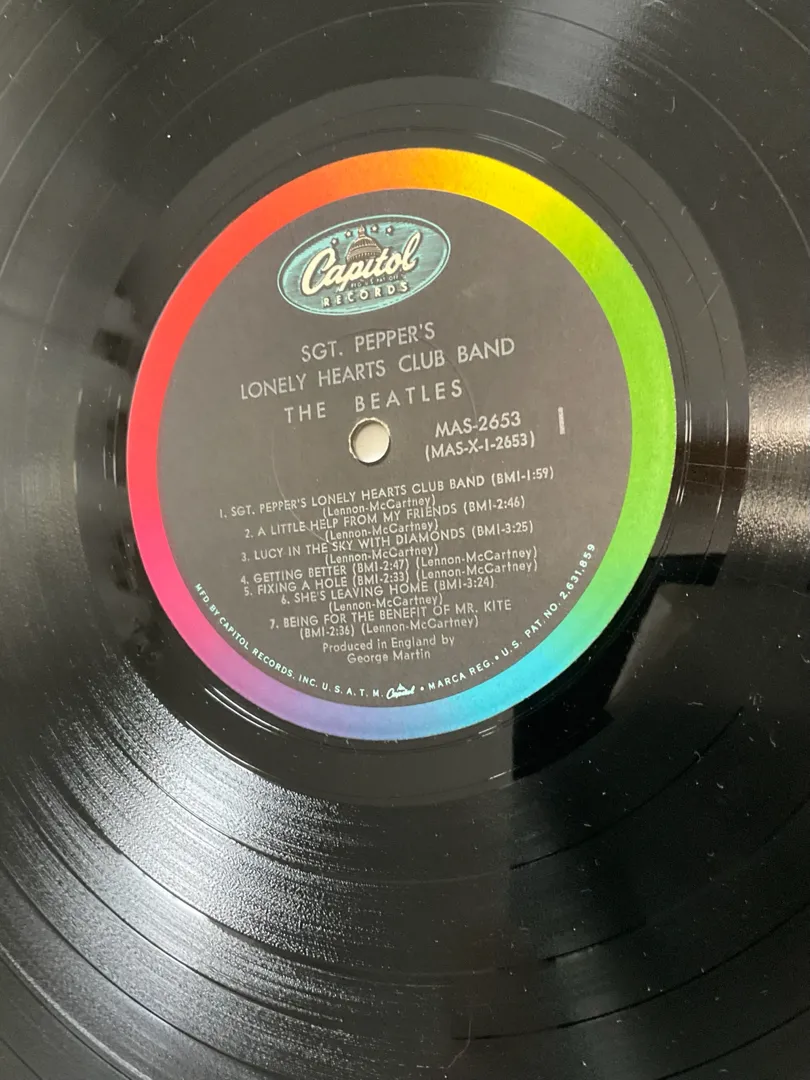 Capitol
RECORDS
SGT. PEPPER'S
LONELY HEARTS CLUB BAND
THE BEATLES
MAS-2653
(MAS-X-1-2653)
1
1. SGT. PEPPER'S LONELY HEARTS CLUB BAND (BMI-1:59)
(Lennon-McCartney)
2. A LITTLE HELP FROM MY FRIENDS (BMI-2:46)
(Lennon-McCartney)
3. LUCY IN THE SKY WITH DIAMONDS (BMI-3:25)
(Lennon-McCartney)
4. GETTING BETTER (BMI-2:47) (Lennon-McCartney)
5. FIXING A HOLE (BMI-2:33) (Lennon-McCartney)
6. SHE'S LEAVING HOME (BMI-3:24)
(Lennon-McCartney)
7. BEING FOR THE BENEFIT OF MR. KITE
(BMI-2:36) (Lennon-McCartney)
Produced in England by
George Martin
MFD. BY CAPITOL RECORDS, INC. U. S. A. T. M. Capitol • MARCA REG. • U. S. PAT. NO. 2,631,859